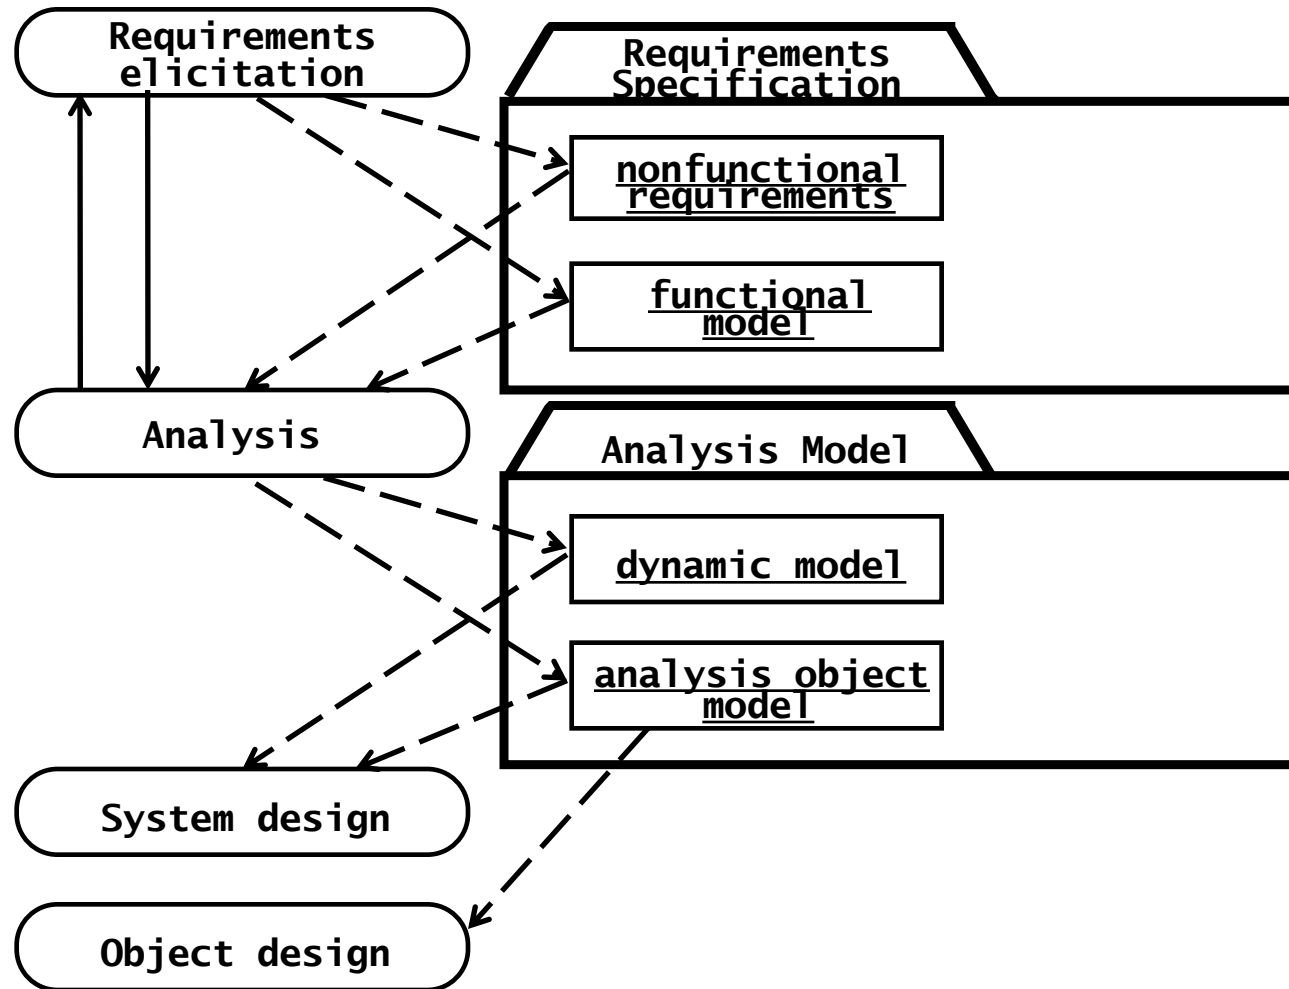 Requirements
elicitation
Requirements
Specification
nonfunctional
requirements
functional
model
Analysis
Analysis Model
dynamic model
analysis object
model
System design
Object design